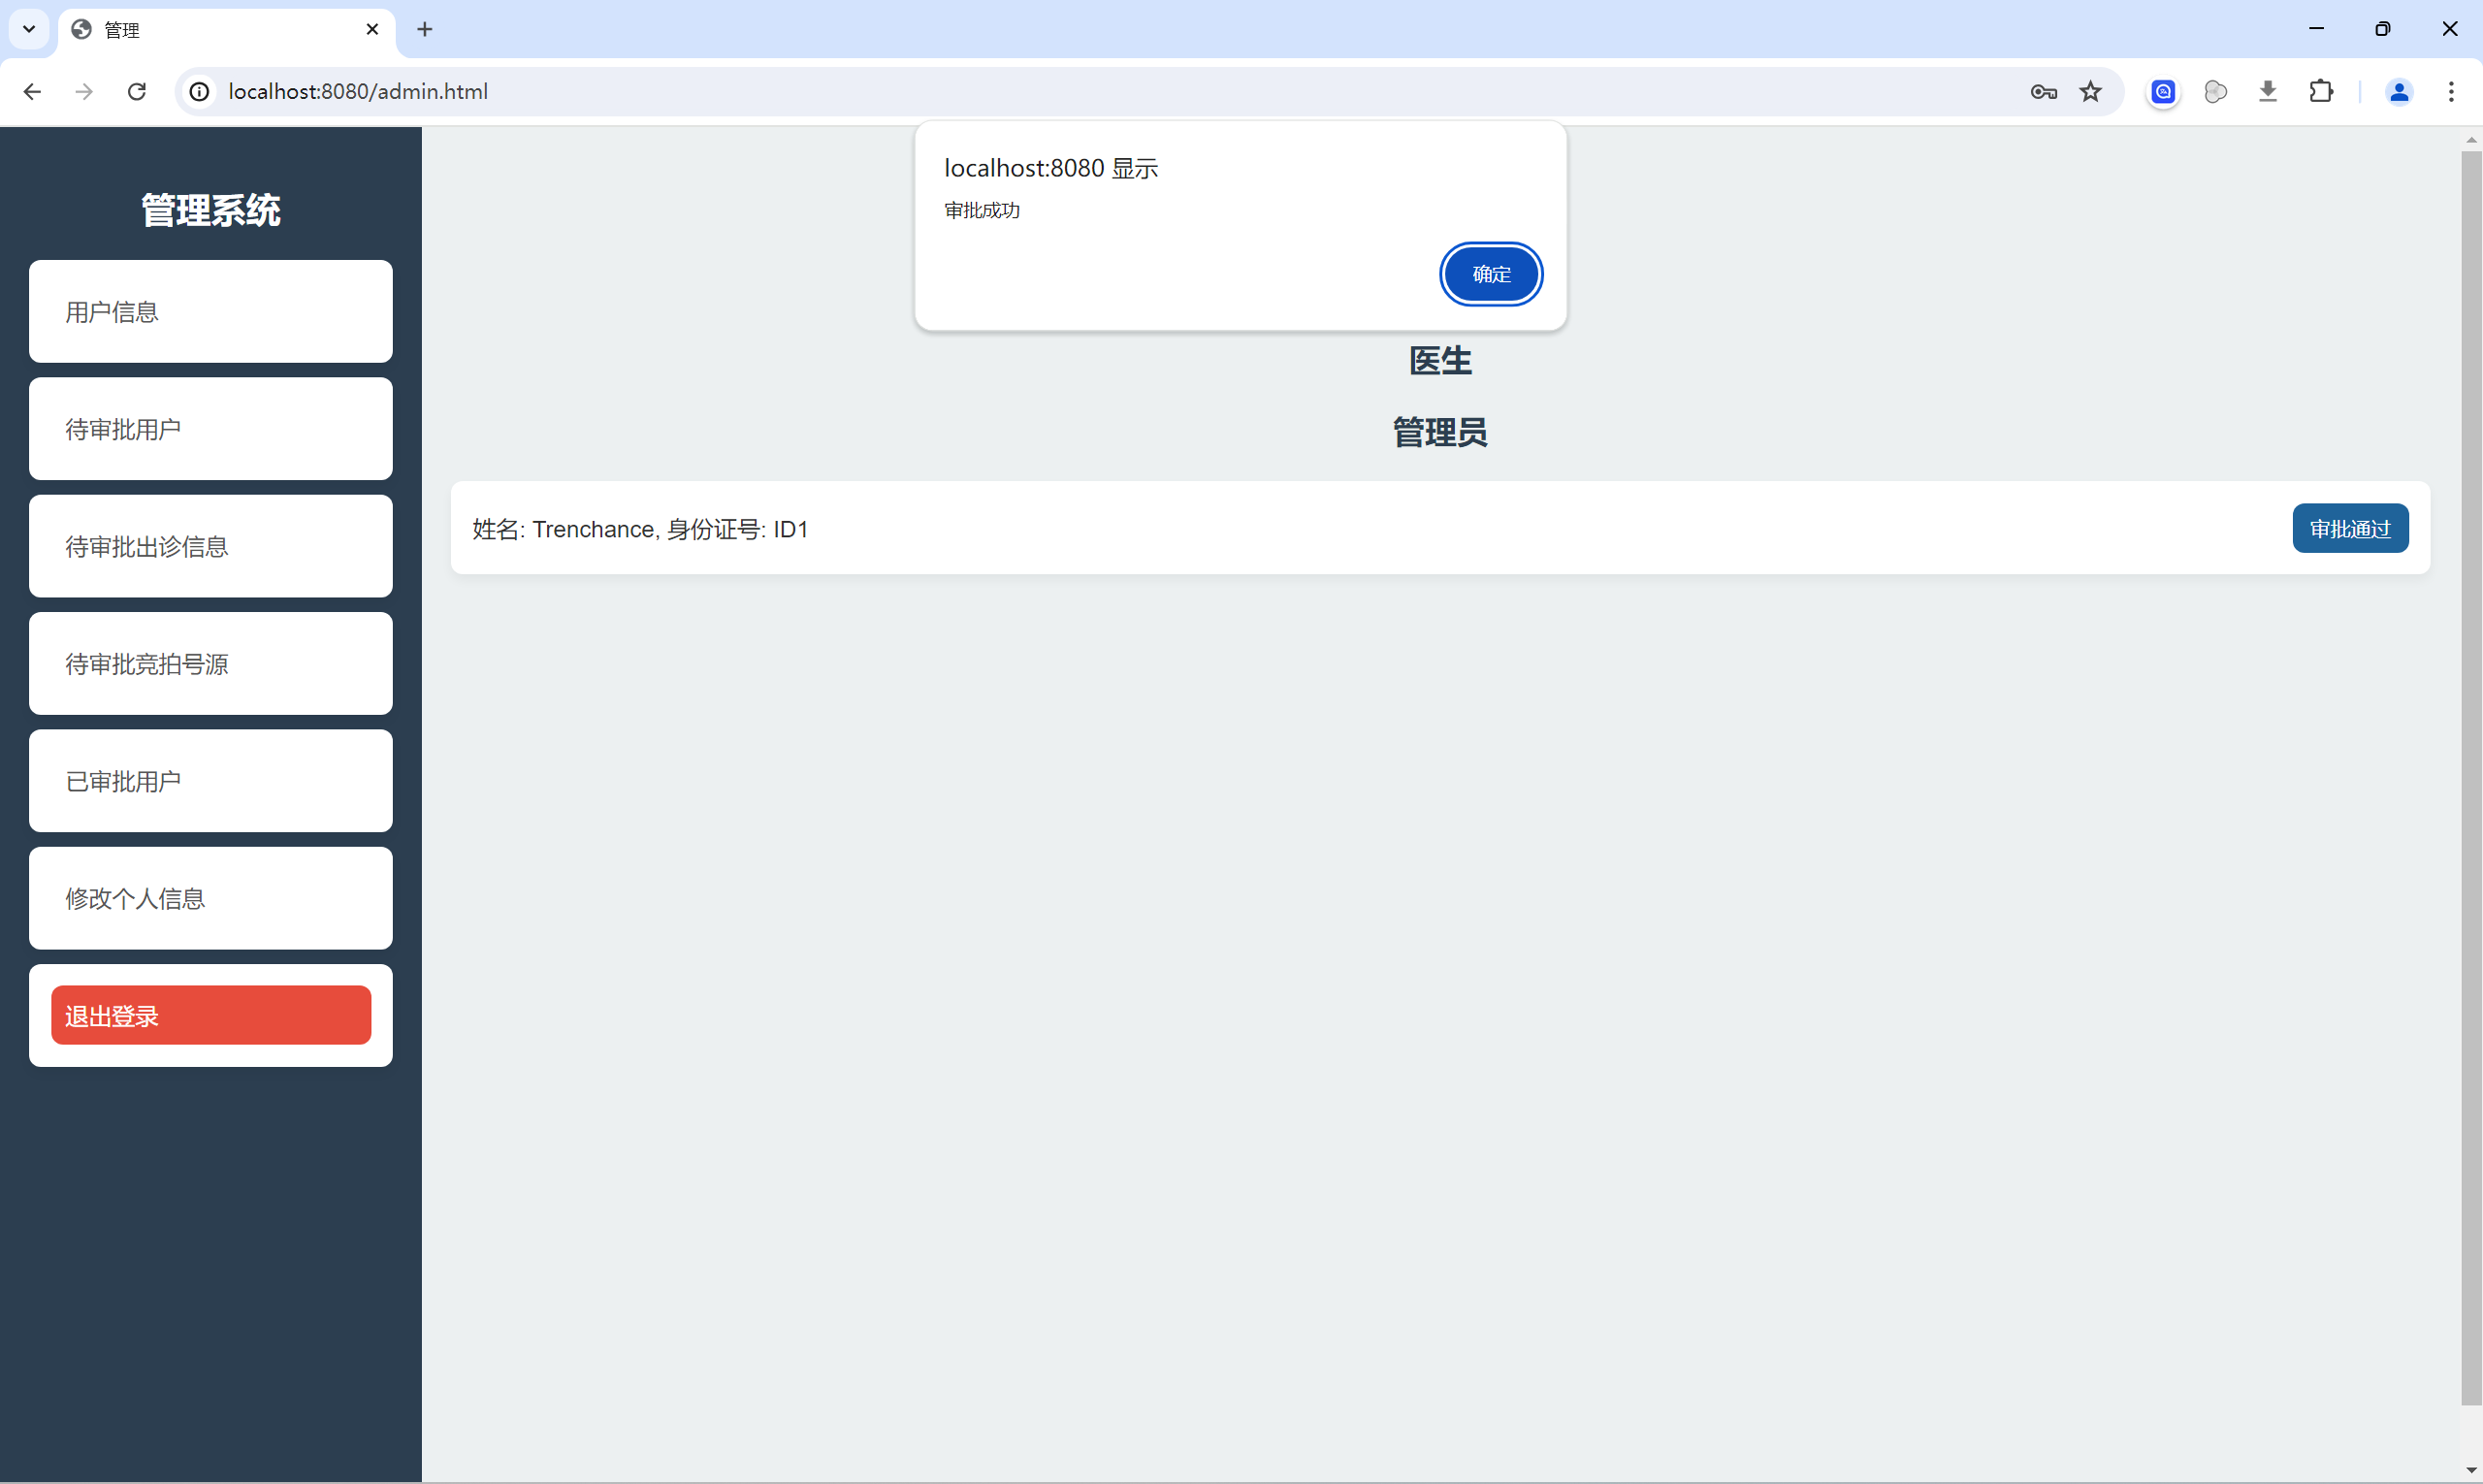 管理
localhost:8080/admin.html
localhost:8080 显示
审批成功
确定
管理系统
用户信息
待审批用户
待审批出诊信息
待审批竞拍号源
已审批用户
修改个人信息
退出登录
医生
管理员
姓名: Trenchance, 身份证号: ID1
审批通过